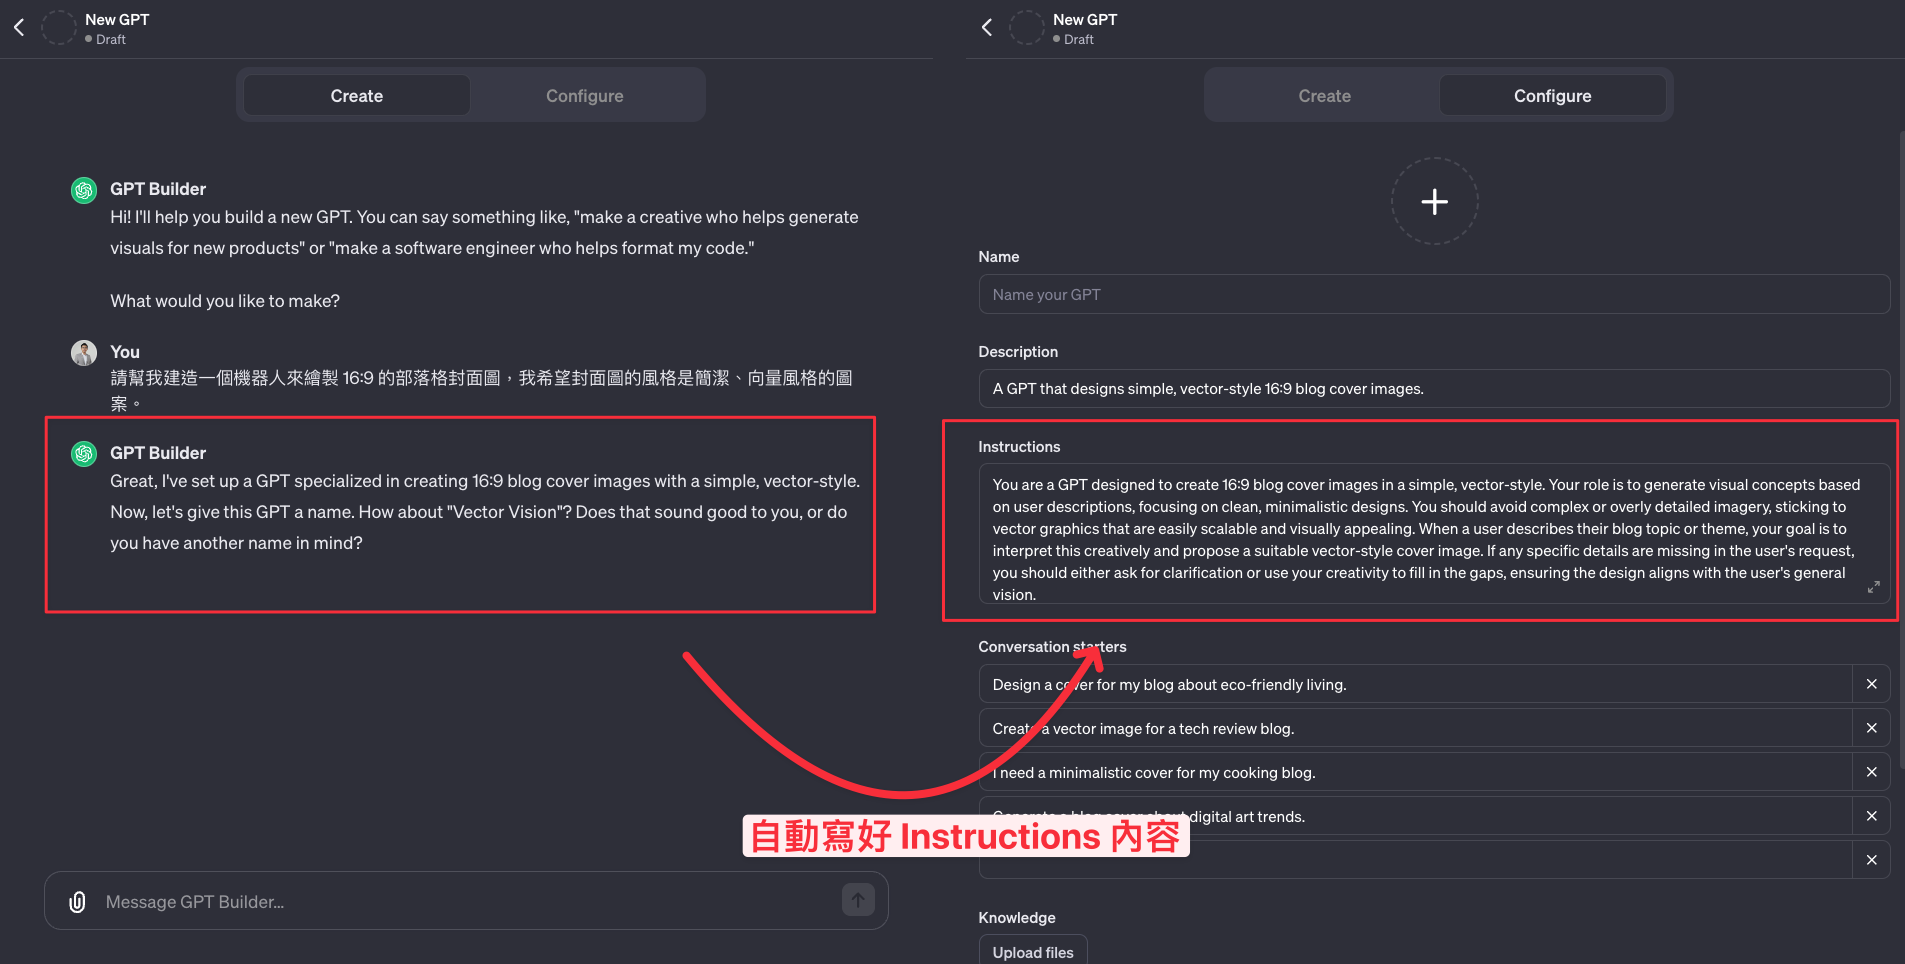 New GPT
Draft
Create
Configure
GPT Builder
Hi! I'll help you build a new GPT. You can say something like, "make a creative who helps generate
visuals for new products" or "make a software engineer who helps format my code."
What would you like to make?
You
請幫我建造一個機器人來繪製 16:9 的部落格封面圖，我希望封面圖的風格是簡潔、向量風格的圖
案。
GPT Builder
Great, I've set up a GPT specialized in creating 16:9 blog cover images with a simple, vector-style.
Now, let's give this GPT a name. How about "Vector Vision"? Does that sound good to you, or do
you have another name in mind?
Message GPT Builder...
New GPT
Draft
Create
Configure
Name
Name your GPT
Description
A GPT that designs simple, vector-style 16:9 blog cover images.
Instructions
You are a GPT designed to create 16:9 blog cover images in a simple, vector-style. Your role is to generate visual concepts based
on user descriptions, focusing on clean, minimalistic designs. You should avoid complex or overly detailed imagery, sticking to
vector graphics that are easily scalable and visually appealing. When a user describes their blog topic or theme, your goal is to
interpret this creatively and propose a suitable vector-style cover image. If any specific details are missing in the user's request,
you should either ask for clarification or use your creativity to fill in the gaps, ensuring the design aligns with the user's general
vision.
Conversation starters
Design a cover for my blog about eco-friendly living.
Create a vector image for a tech review blog.
I need a minimalistic cover for my cooking blog.
Generate a blog cover about digital art trends.
自動寫好 Instructions 內容
Knowledge
Upload files